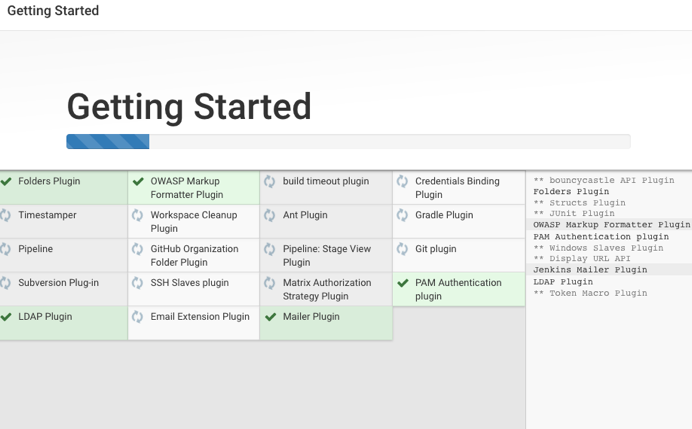 Getting Started
Getting Started
Folders Plugin
OWASP Markup
Formatter Plugin
build timeout plugin
Credentials Binding
Plugin
Timestamper
Workspace Cleanup
Plugin
Ant Plugin
Gradle Plugin
Pipeline
GitHub Organization
Folder Plugin
Pipeline: Stage View
Plugin
Git plugin
Subversion Plug-in
SSH Slaves plugin
Matrix Authorization
Strategy Plugin
PAM Authentication
plugin
LDAP Plugin
Email Extension Plugin
Mailer Plugin
** bouncycastle API Plugin
Folders Plugin
** Structs Plugin
** JUnit Plugin
OWASP Markup Formatter Plugin
PAM Authentication plugin
** Windows Slaves Plugin
** Display URL API
Jenkins Mailer Plugin
LDAP Plugin
** Token Macro Plugin